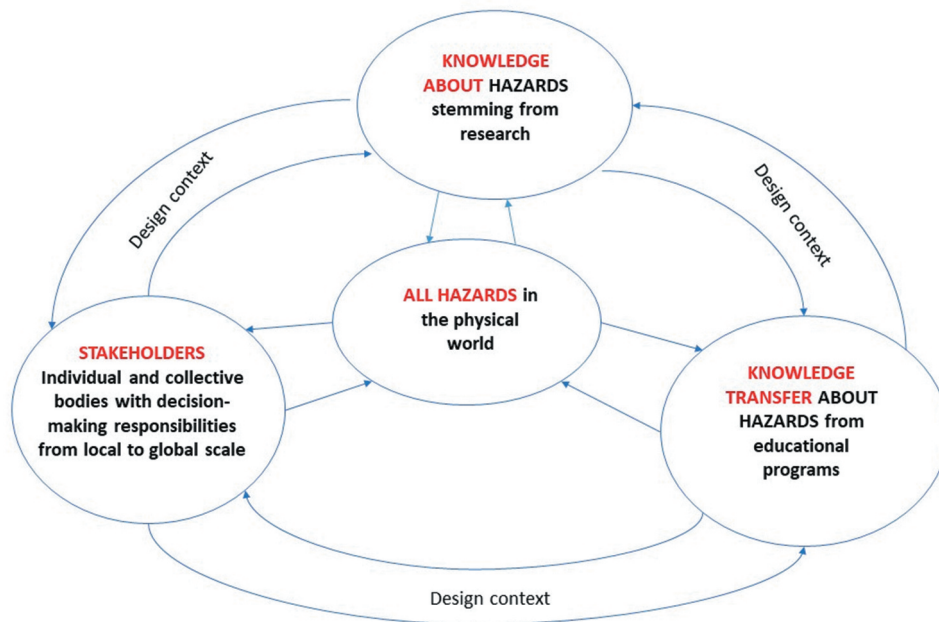 KNOWLEDGE
ABOUT HAZARDS
stemming from
research
Design context
Design context
ALL HAZARDS in
the physical
world
STAKEHOLDERS
Individual and collective
bodies with decision-
making responsibilities
from local to global scale
KNOWLEDGE
TRANSFER ABOUT
HAZARDS from
educational
programs
Design context